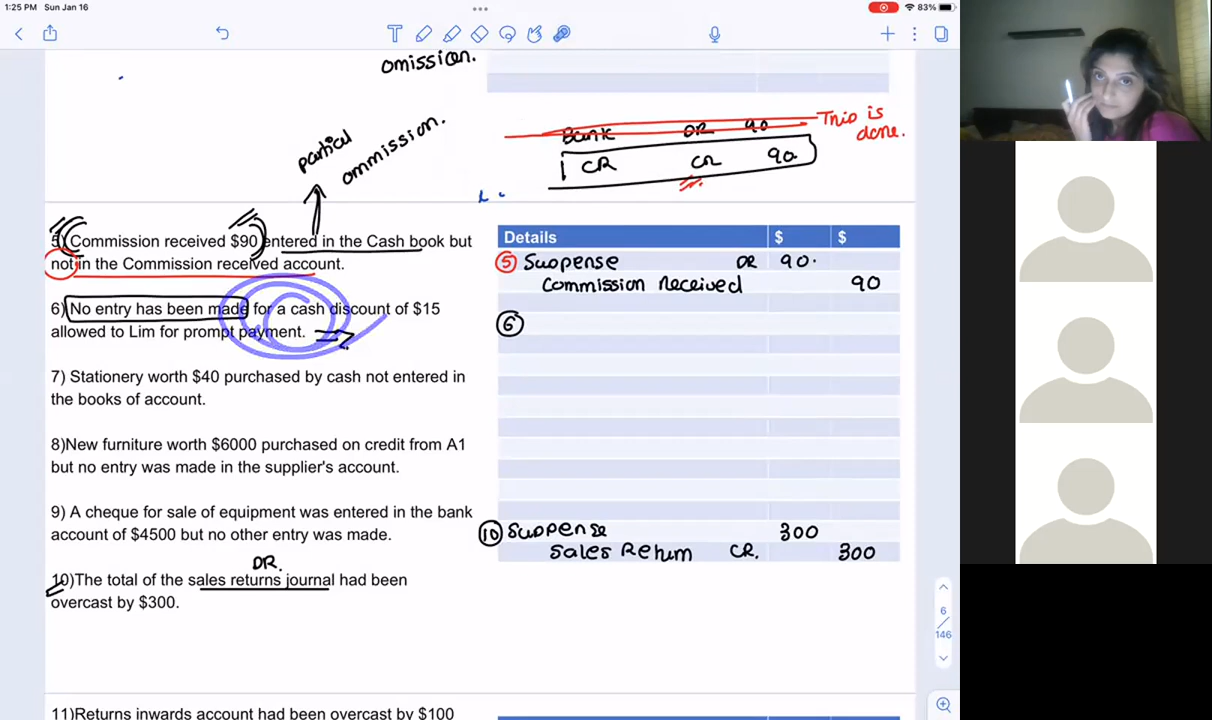 1:25 PM Sun Jan 16
83%
omission.
Bank DR 90
This is
done.
CR CR 90
partical
ommission.
5) Commission received $90 entered in the Cash book but
not in the Commission received account.
6) No entry has been made for a cash discount of $15
allowed to Lim for prompt payment.
7) Stationery worth $40 purchased by cash not entered in
the books of account.
8)New furniture worth $6000 purchased on credit from A1
but no entry was made in the supplier's account.
9) A cheque for sale of equipment was entered in the bank
account of $4500 but no other entry was made.
DR.
10)The total of the sales returns journal had been
overcast by $300.
11)Returns inwards account had been overcast by $100
Details $ $
5 Suspense DR 90.
Commission Received 90
6
10 Suspense 300
Sales Return CR. 300
6
146